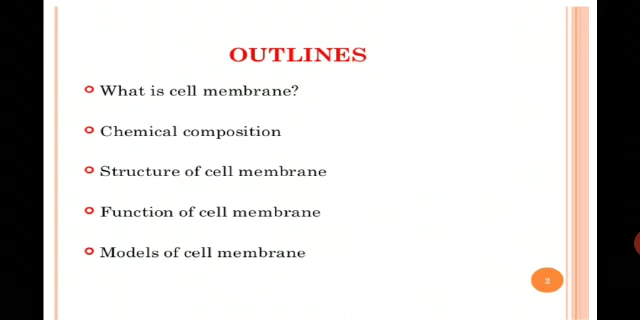 OUTLINES
What is cell membrane?
Chemical composition
Structure of cell membrane
Function of cell membrane
Models of cell membrane
2